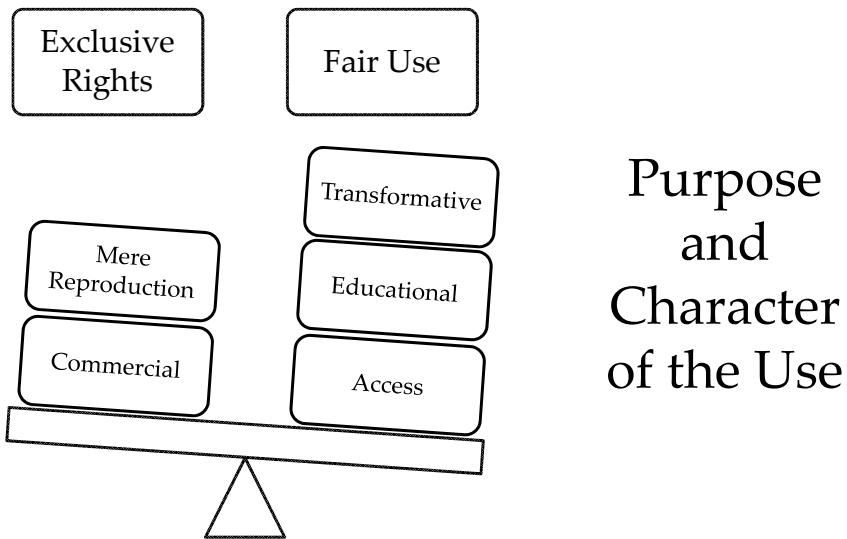 Exclusive
Rights
Fair Use
Transformative
Mere
Reproduction
Educational
Commercial
Access
Purpose
and
Character
of the Use